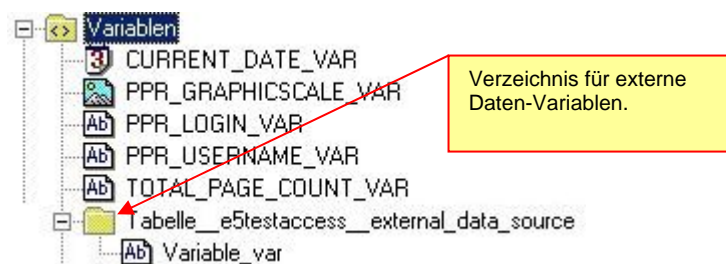 Variablen
CURRENT_DATE_VAR
PPR_GRAPHICSCALE_VAR
PPR_LOGIN_VAR
PPR_USERNAME_VAR
TOTAL_PAGE_COUNT_VAR
Tabelle__e5testaccess__external_data_source
Variable_var
Verzeichnis für externe
Daten-Variablen.